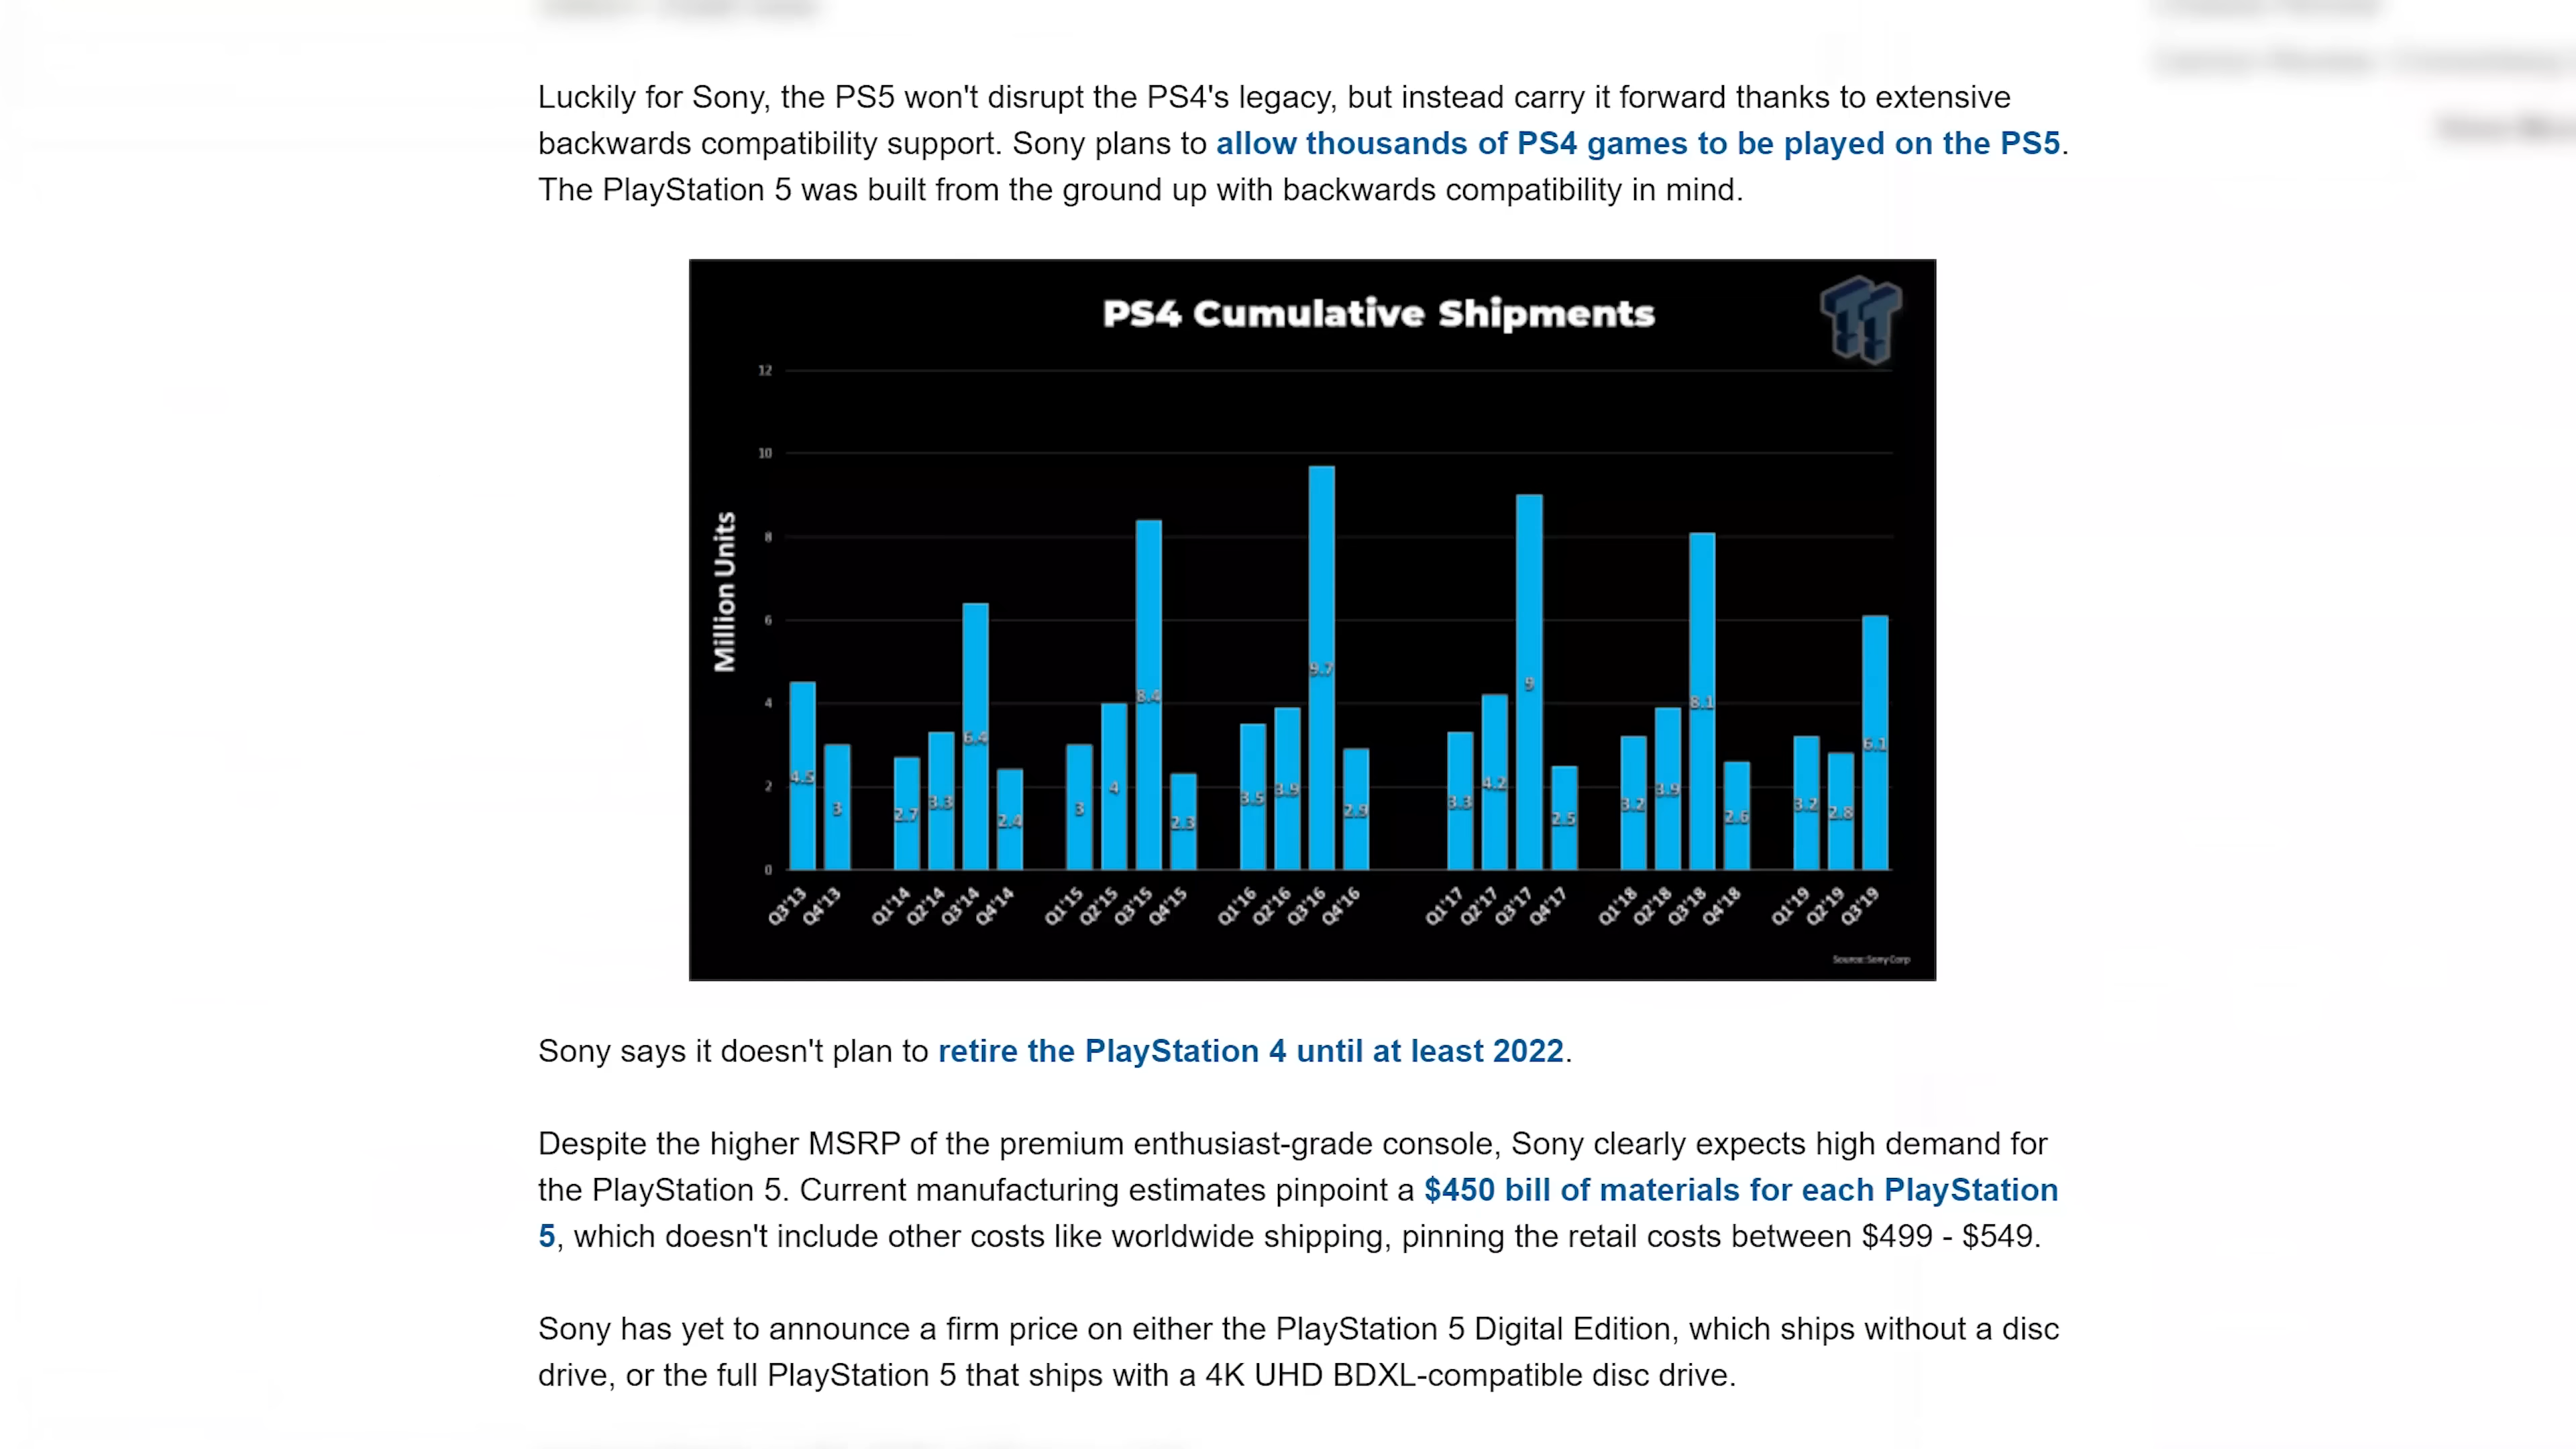 Luckily for Sony, the PS5 won't disrupt the PS4's legacy, but instead carry it forward thanks to extensive
backwards compatibility support. Sony plans to allow thousands of PS4 games to be played on the PS5.
The PlayStation 5 was built from the ground up with backwards compatibility in mind.
PS4 Cumulative Shipments
Million Units
12
10
8
6
4
2
0
4.5 3 2.7 3.3 6.4 2.4 3 4 8.4 2.3 3.5 3.9 9.7 2.9 3.3 4.2 9 2.5 3.2 3.9 8.1 2.6 3.2 2.8 6.1
Q3'13 Q4'13 Q1'14 Q2'14 Q3'14 Q4'14 Q1'15 Q2'15 Q3'15 Q4'15 Q1'16 Q2'16 Q3'16 Q4'16 Q1'17 Q2'17 Q3'17 Q4'17 Q1'18 Q2'18 Q3'18 Q4'18 Q1'19 Q2'19 Q3'19
Source: Sony Corp
Sony says it doesn't plan to retire the PlayStation 4 until at least 2022.
Despite the higher MSRP of the premium enthusiast-grade console, Sony clearly expects high demand for
the PlayStation 5. Current manufacturing estimates pinpoint a $450 bill of materials for each PlayStation
5, which doesn't include other costs like worldwide shipping, pinning the retail costs between $499 - $549.
Sony has yet to announce a firm price on either the PlayStation 5 Digital Edition, which ships without a disc
drive, or the full PlayStation 5 that ships with a 4K UHD BDXL-compatible disc drive.